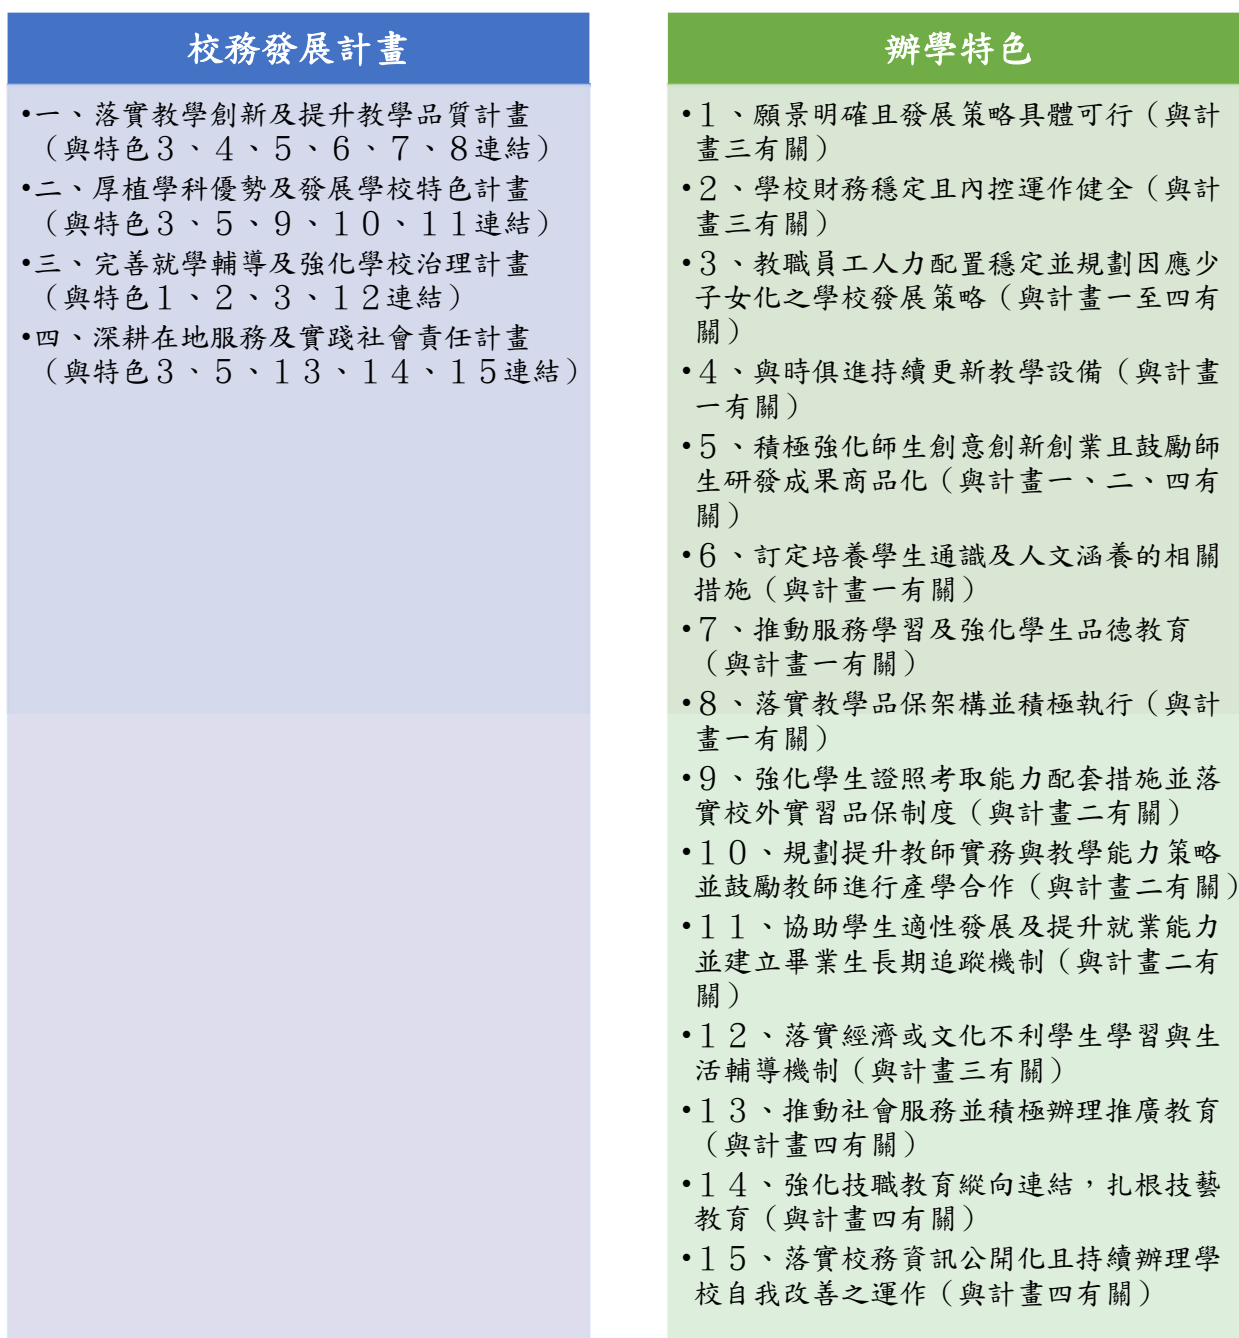 校務發展計畫
•一、落實教學創新及提升教學品質計畫
（與特色３、４、５、６、７、８連結）
•二、厚植學科優勢及發展學校特色計畫
（與特色３、５、９、１０、１１連結）
•三、完善就學輔導及強化學校治理計畫
（與特色１、２、３、１２連結）
•四、深耕在地服務及實踐社會責任計畫
（與特色３、５、１３、１４、１５連結）
辦學特色
•１、願景明確且發展策略具體可行（與計
畫三有關）
•２、學校財務穩定且內控運作健全（與計
畫三有關）
•３、教職員工人力配置穩定並規劃因應少
子女化之學校發展策略（與計畫一至四有
關）
•４、與時俱進持續更新教學設備（與計畫
一有關）
•５、積極強化師生創意創新創業且鼓勵師
生研發成果商品化（與計畫一、二、四有
關）
•６、訂定培養學生通識及人文涵養的相關
措施（與計畫一有關）
•７、推動服務學習及強化學生品德教育
（與計畫一有關）
•８、落實教學品保架構並積極執行（與計
畫一有關）
•９、強化學生證照考取能力配套措施並落
實校外實習品保制度（與計畫二有關）
•１０、規劃提升教師實務與教學能力策略
並鼓勵教師進行產學合作（與計畫二有關）
•１１、協助學生適性發展及提升就業能力
並建立畢業生長期追蹤機制（與計畫二有
關）
•１２、落實經濟或文化不利學生學習與生
活輔導機制（與計畫三有關）
•１３、推動社會服務並積極辦理推廣教育
（與計畫四有關）
•１４、強化技職教育縱向連結，扎根技藝
教育（與計畫四有關）
•１５、落實校務資訊公開化且持續辦理學
校自我改善之運作（與計畫四有關）